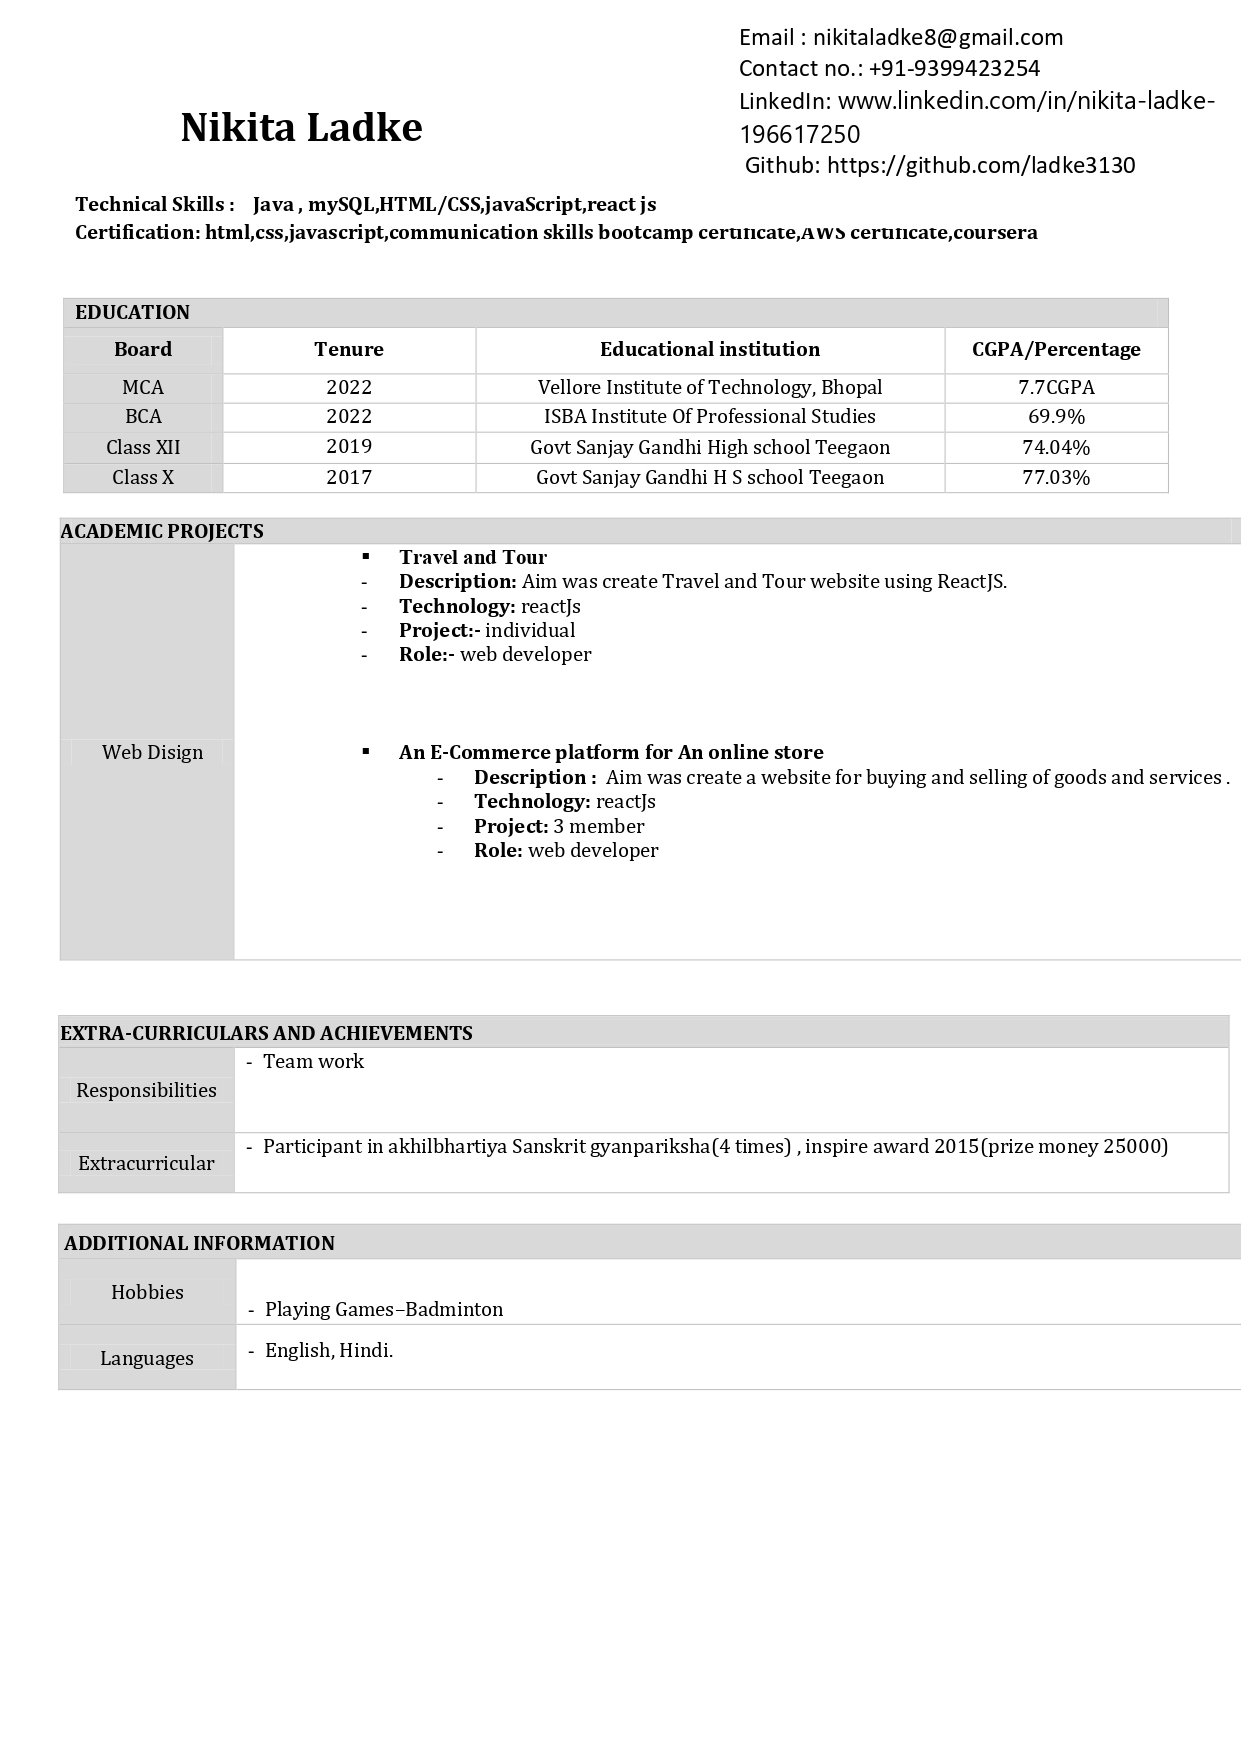 Email : nikitaladke8@gmail.com
Contact no.: +91-9399423254
LinkedIn: www.linkedin.com/in/nikita-ladke-
196617250
Github: https://github.com/ladke3130
Nikita Ladke
Technical Skills : Java , mySQL,HTML/CSS,javaScript,react js
Certification: html,css,javascript,communication skills bootcamp certificate,AWS certificate,coursera
EDUCATION
Board Tenure Educational institution CGPA/Percentage
MCA 2022 Vellore Institute of Technology, Bhopal 7.7CGPA
BCA 2022 ISBA Institute Of Professional Studies 69.9%
Class XII 2019 Govt Sanjay Gandhi High school Teegaon 74.04%
Class X 2017 Govt Sanjay Gandhi H S school Teegaon 77.03%
ACADEMIC PROJECTS
▪ Travel and Tour
- Description: Aim was create Travel and Tour website using ReactJS.
- Technology: reactJs
- Project:- individual
- Role:- web developer
Web Disign
▪ An E-Commerce platform for An online store
- Description : Aim was create a website for buying and selling of goods and services .
- Technology: reactJs
- Project: 3 member
- Role: web developer
EXTRA-CURRICULARS AND ACHIEVEMENTS
- Team work
Responsibilities
- Participant in akhilbhartiya Sanskrit gyanpariksha(4 times) , inspire award 2015(prize money 25000)
Extracurricular
ADDITIONAL INFORMATION
Hobbies
- Playing Games–Badminton
- English, Hindi.
Languages